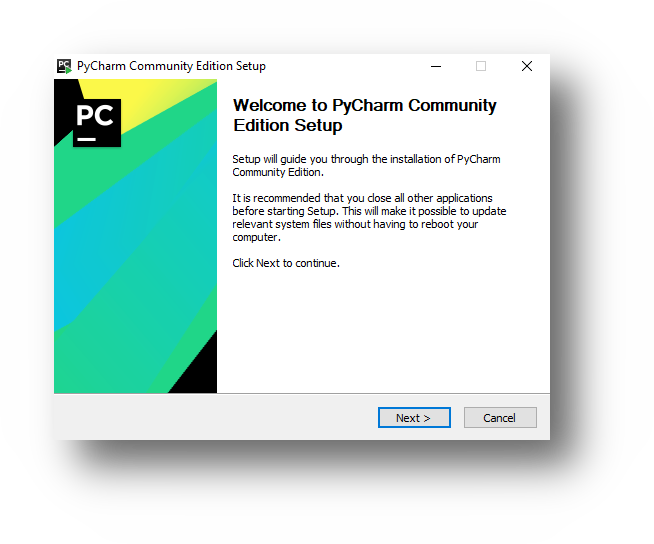 PyCharm Community Edition Setup
PC
Welcome to PyCharm Community
Edition Setup
Setup will guide you through the installation of PyCharm
Community Edition.
It is recommended that you close all other applications
before starting Setup. This will make it possible to update
relevant system files without having to reboot your
computer.
Click Next to continue.
Next >
Cancel